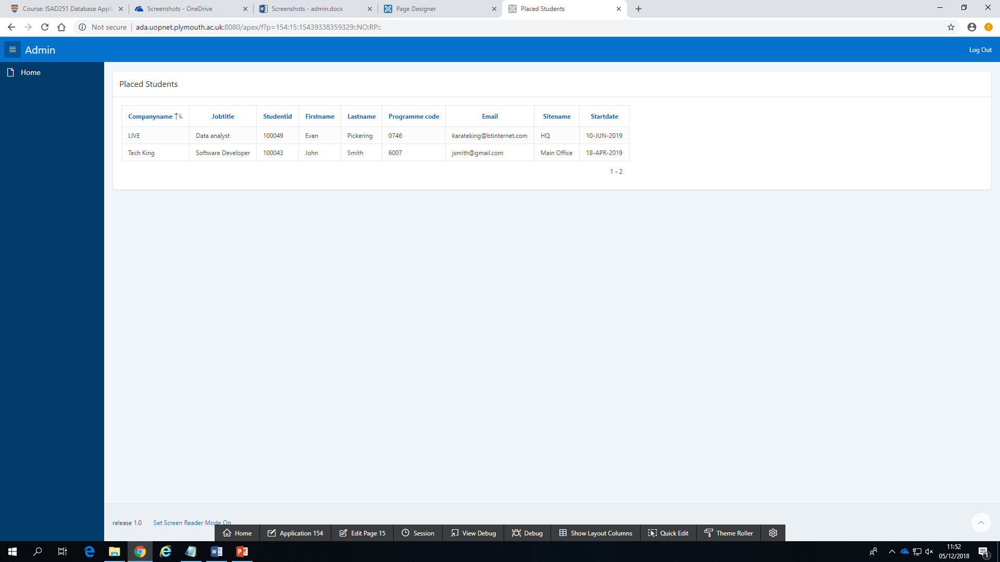 Course: ISAD251 Database Applic
Screenshots - OneDrive
Screenshots - admin.docx
Page Designer
Placed Students
Not secure
ada.uopnet.plymouth.ac.uk:8080/apex/f?p=154:15:15439338359329::NO:RP::
Admin
Log Out
Home
Placed Students
Companyname Jobtitle Studentid Firstname Lastname Programme code Email Sitename Startdate
LIVE Data analyst 100049 Evan Pickering 0746 karateking@btinternet.com HQ 10-JUN-2019
Tech King Software Developer 100043 John Smith 6007 jsmith@gmail.com Main Office 18-APR-2019
1 - 2
release 1.0 Set Screen Reader Mode On
Home Application 154 Edit Page 15 Session View Debug Debug Show Layout Columns Quick Edit Theme Roller
11:52
05/12/2018
1